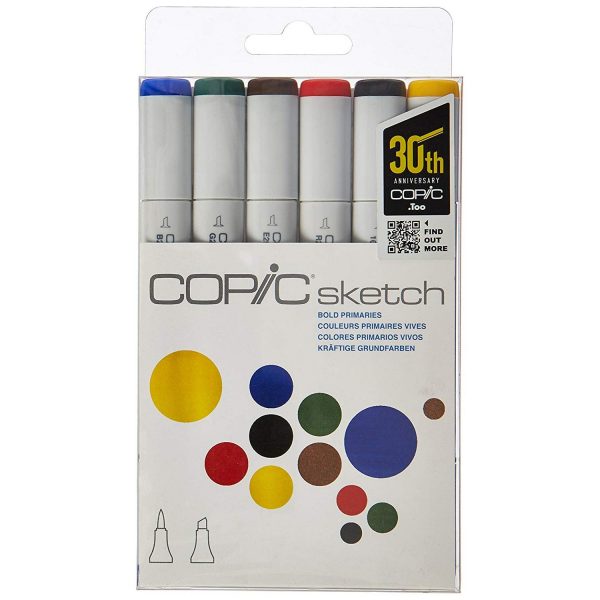 30th
ANNIVERSARY
COPIC
.Too
FIND
OUT
MORE
COPIC sketch
BOLD PRIMARIES
COULEURS PRIMAIRES VIVES
COLORES PRIMARIOS VIVOS
KRÄFTIGE GRUNDFARBEN